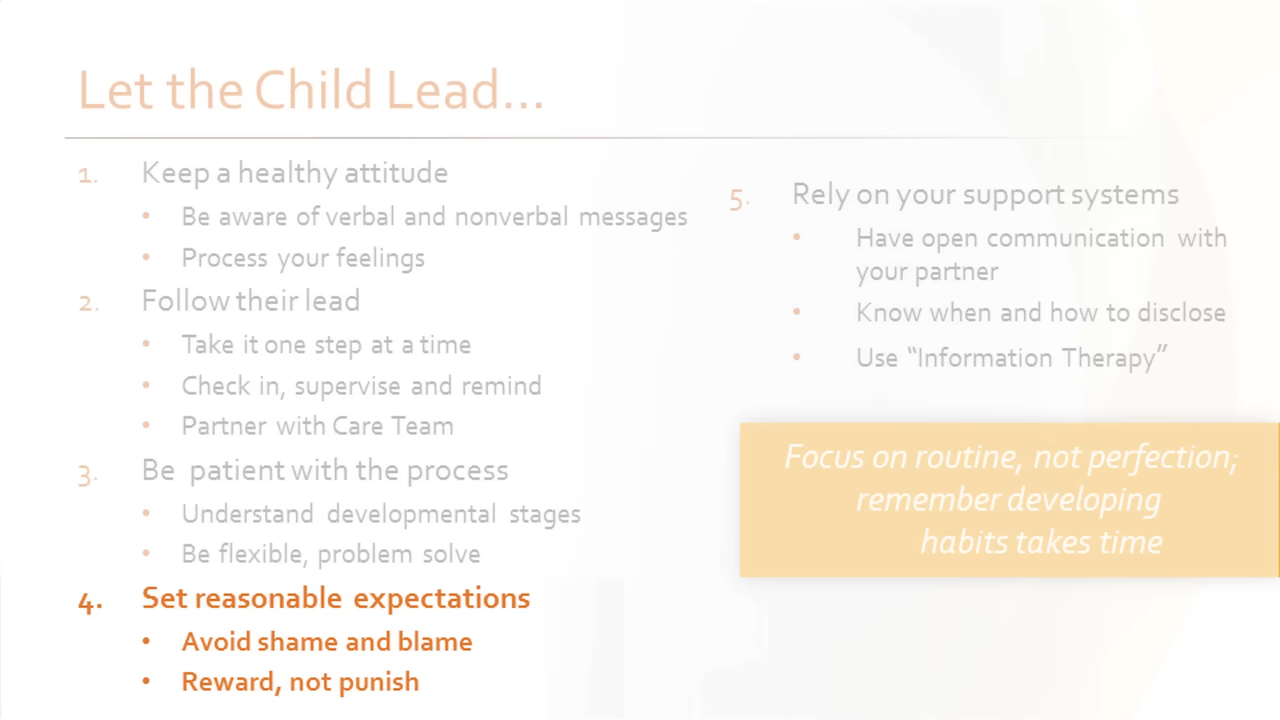 Let the Child Lead...
1. Keep a healthy attitude
• Be aware of verbal and nonverbal messages
• Process your feelings
2. Follow their lead
• Take it one step at a time
• Check in, supervise and remind
• Partner with Care Team
3. Be patient with the process
• Understand developmental stages
• Be flexible, problem solve
4. Set reasonable expectations
• Avoid shame and blame
• Reward, not punish
5. Rely on your support systems
• Have open communication with
your partner
• Know when and how to disclose
• Use “Information Therapy”
Focus on routine, not perfection;
remember developing
habits takes time